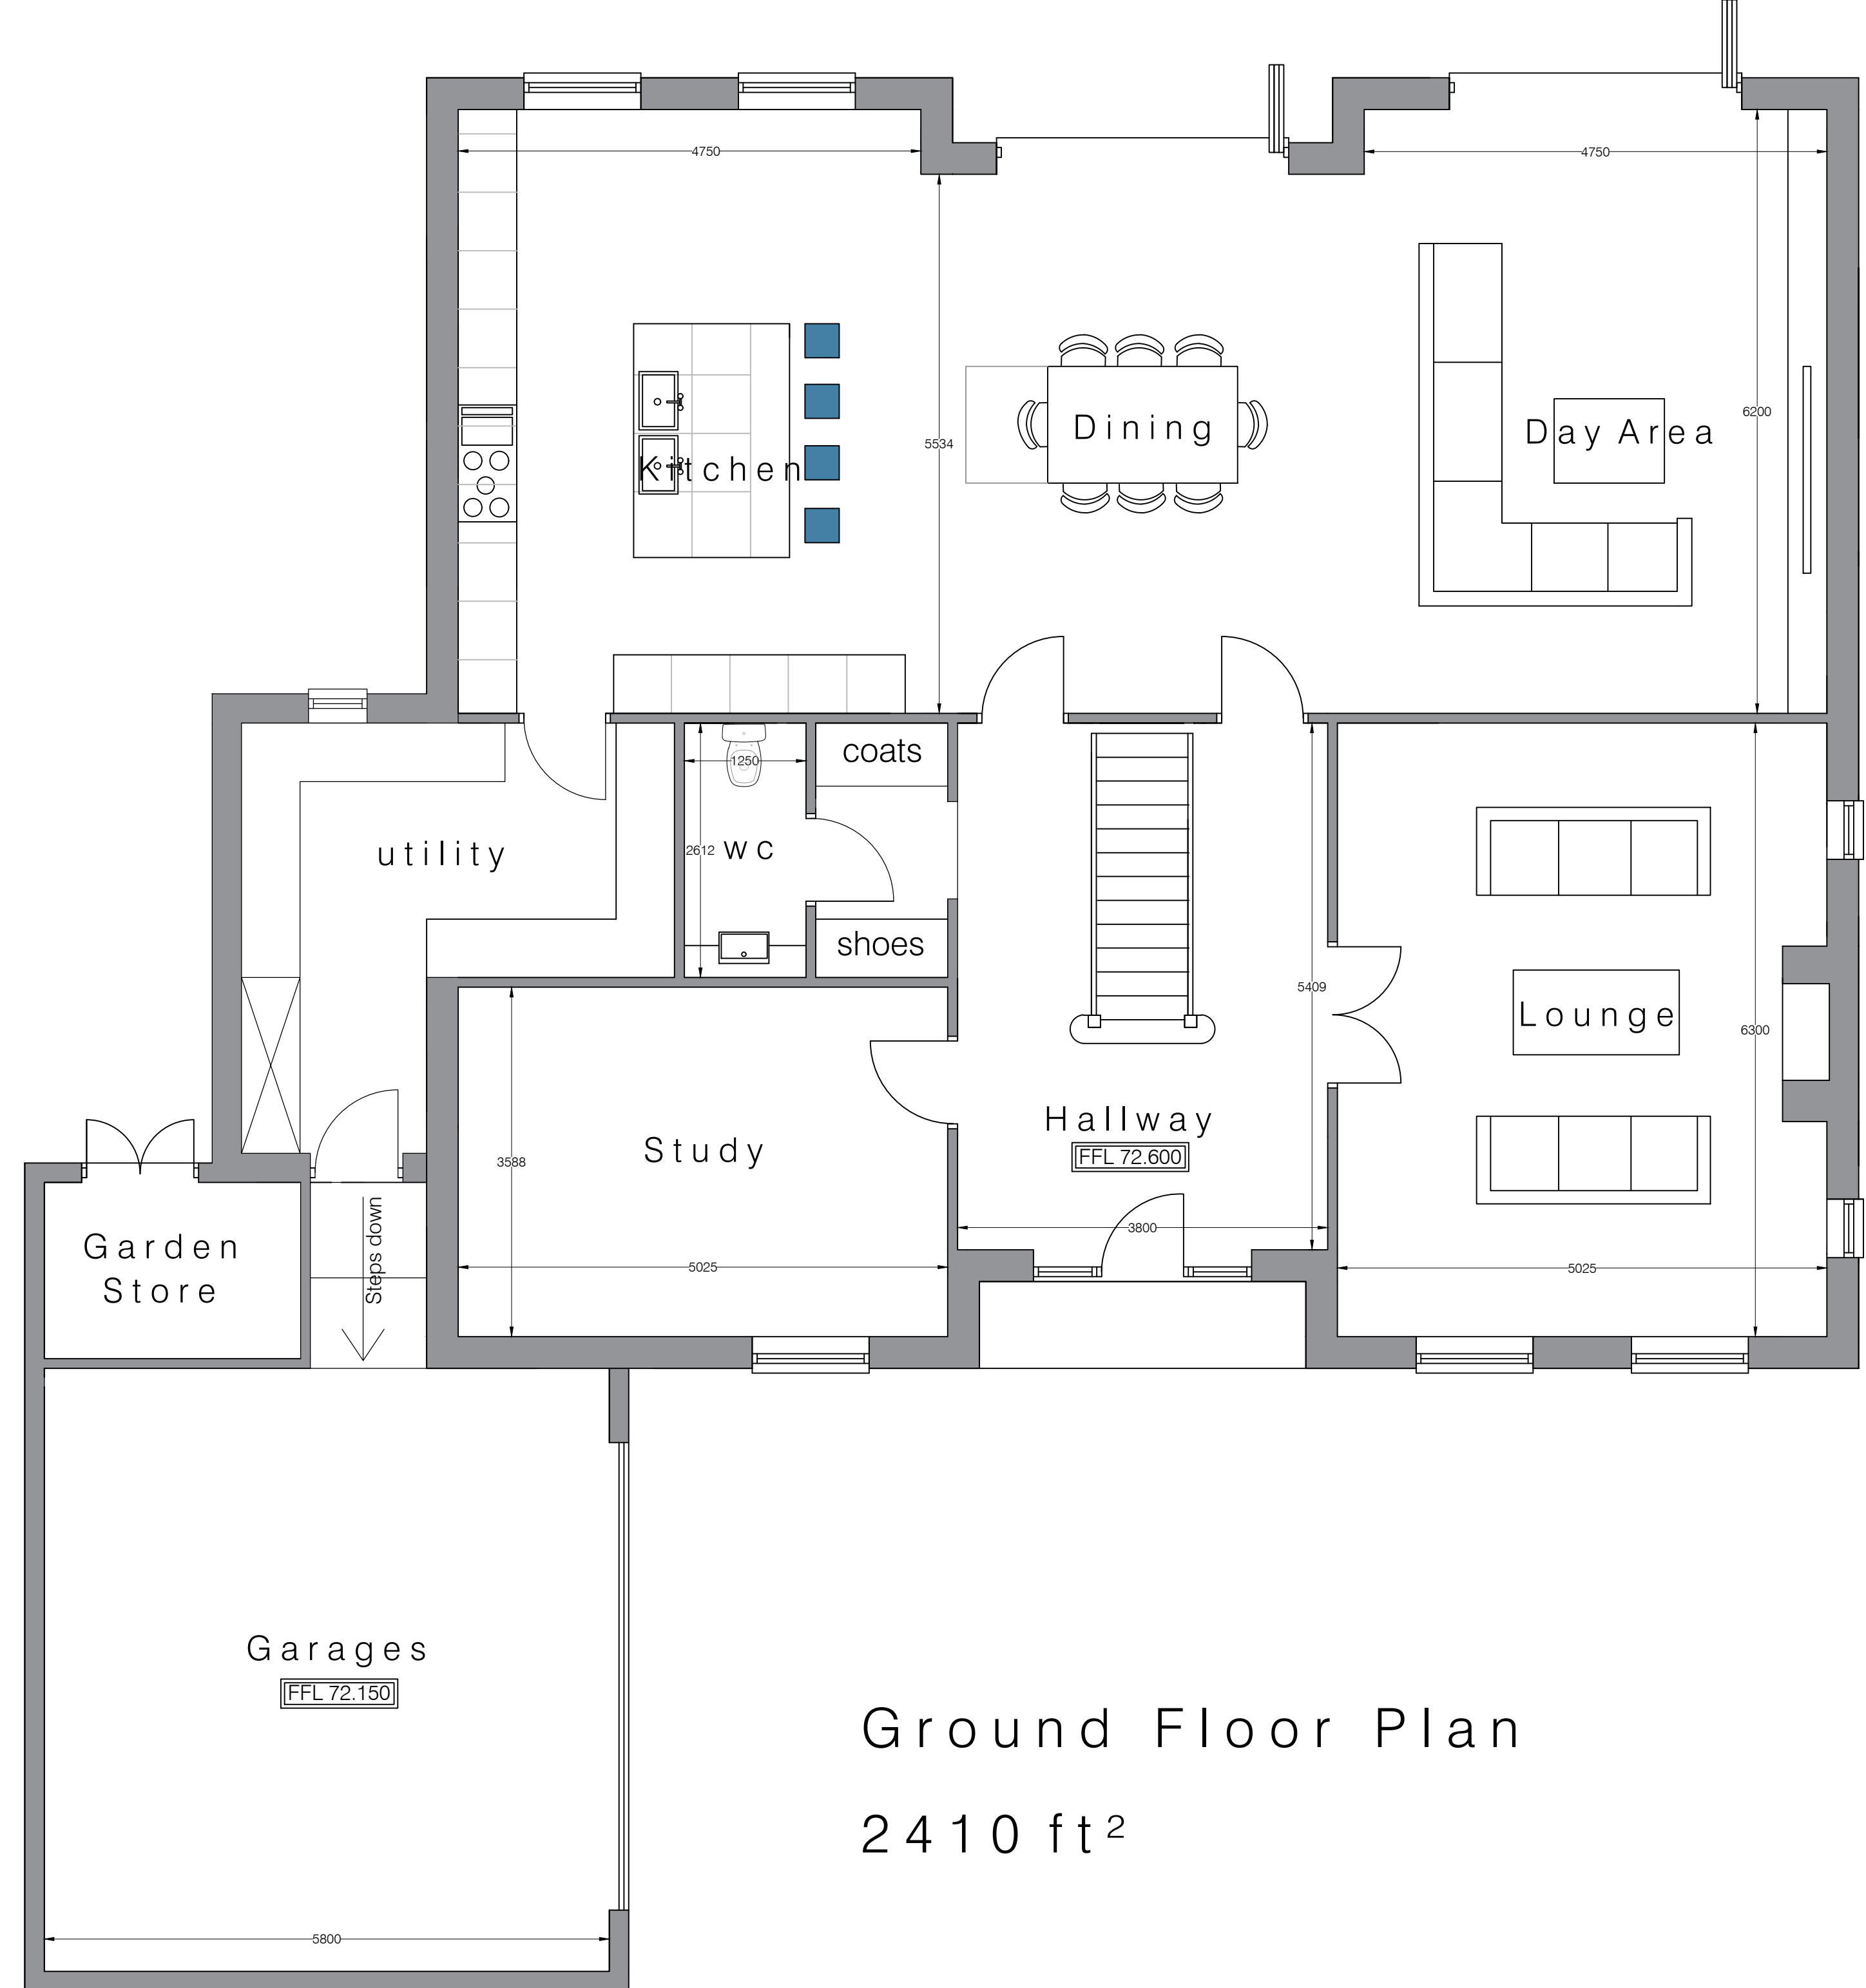 4750
4750
Kitchen
5534
Dining
Day Area
6200
utility
1250
2612
wc
coats
shoes
5409
Lounge
6300
Study
3588
5025
Hallway
FFL 72.600
3800
5025
Garden
Store
Steps down
Garages
FFL 72.150
5800
Ground Floor Plan
2410 ft²